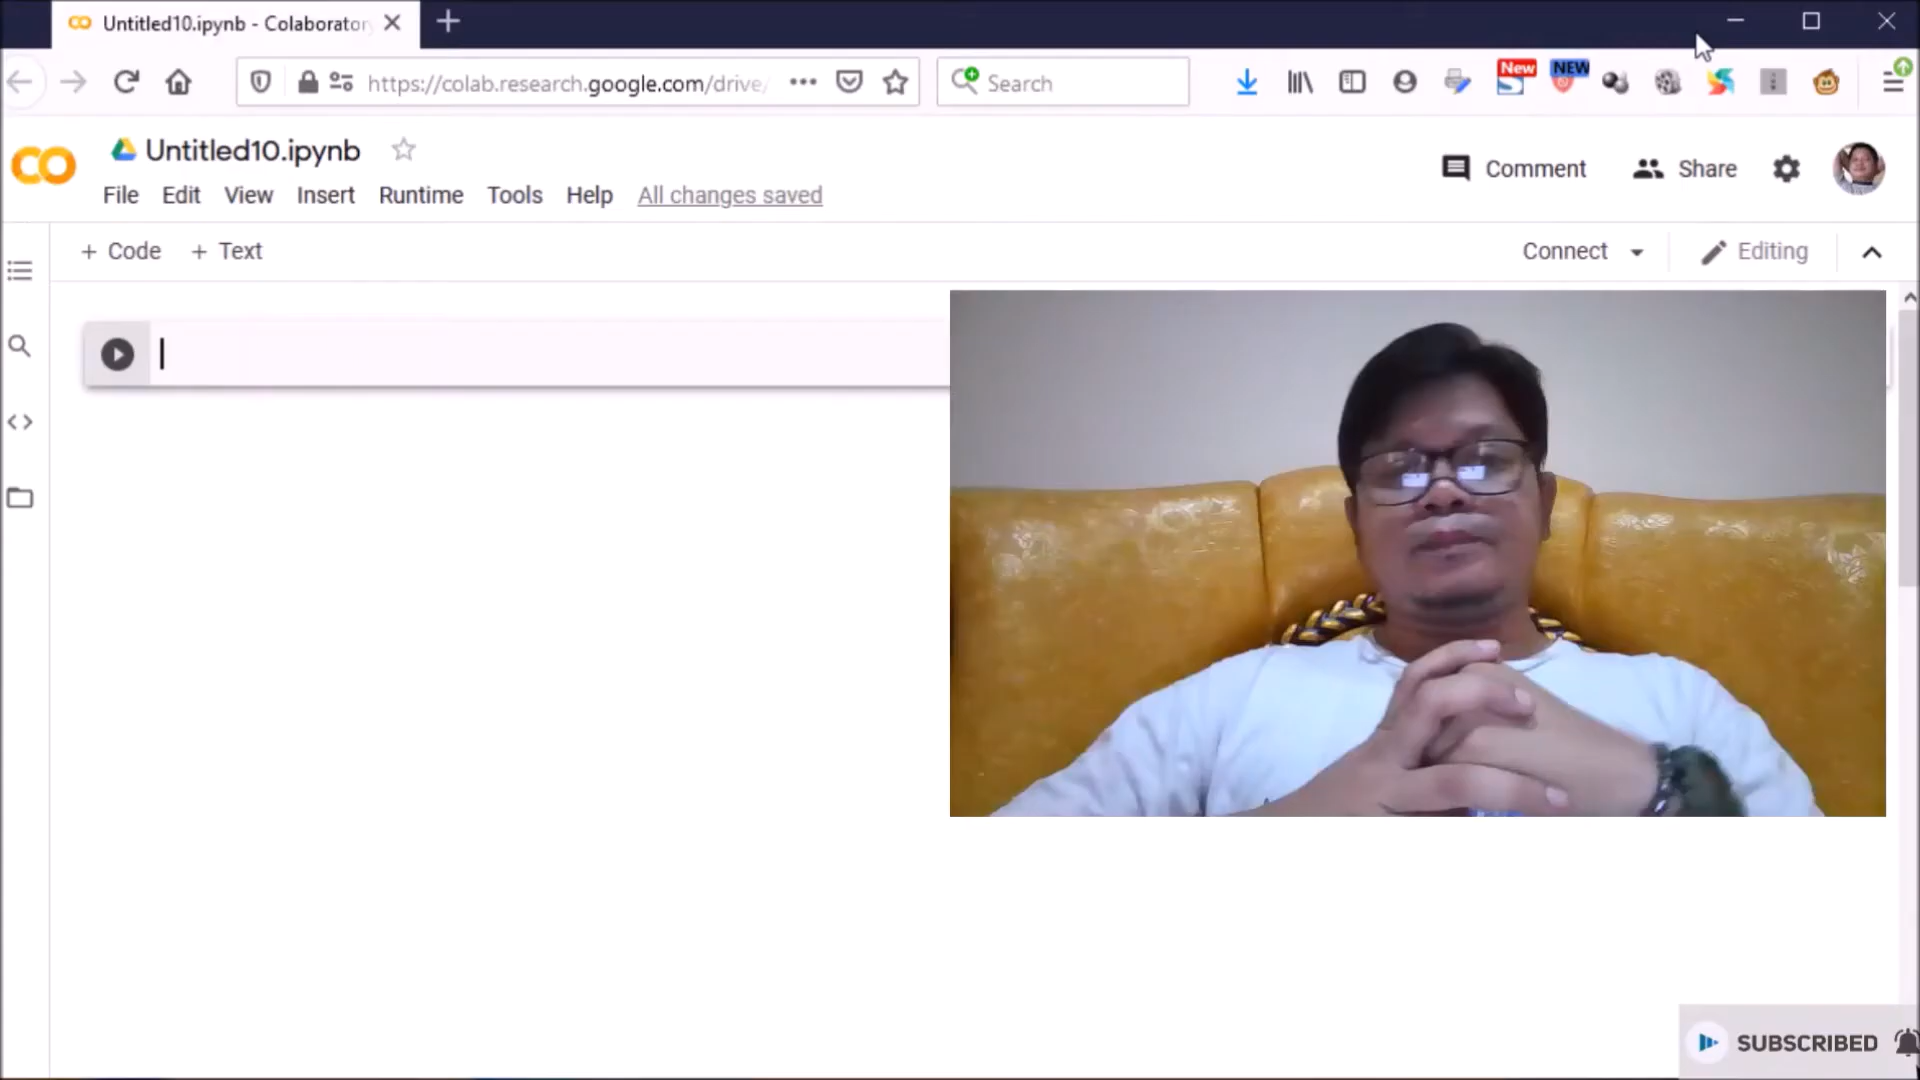 Untitled10.ipynb - Colaboratory
https://colab.research.google.com/drive/
Search
New
NEW
CO
Untitled10.ipynb
Comment
Share
File Edit View Insert Runtime Tools Help All changes saved
+ Code + Text
Connect
Editing
SUBSCRIBED